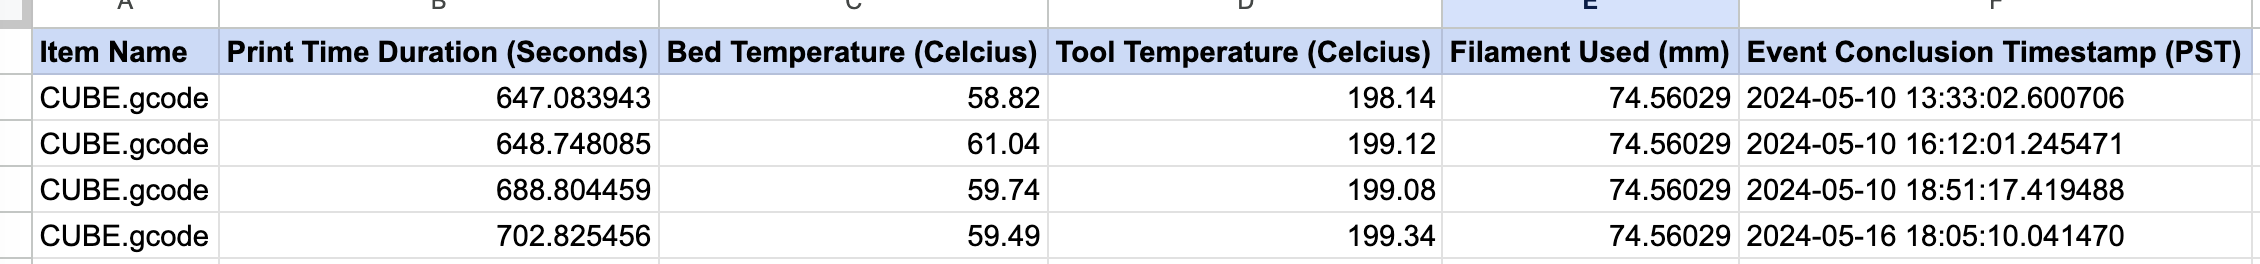 A B C D E F
Item Name Print Time Duration (Seconds) Bed Temperature (Celcius) Tool Temperature (Celcius) Filament Used (mm) Event Conclusion Timestamp (PST)
CUBE.gcode 647.083943 58.82 198.14 74.56029 2024-05-10 13:33:02.600706
CUBE.gcode 648.748085 61.04 199.12 74.56029 2024-05-10 16:12:01.245471
CUBE.gcode 688.804459 59.74 199.08 74.56029 2024-05-10 18:51:17.419488
CUBE.gcode 702.825456 59.49 199.34 74.56029 2024-05-16 18:05:10.041470